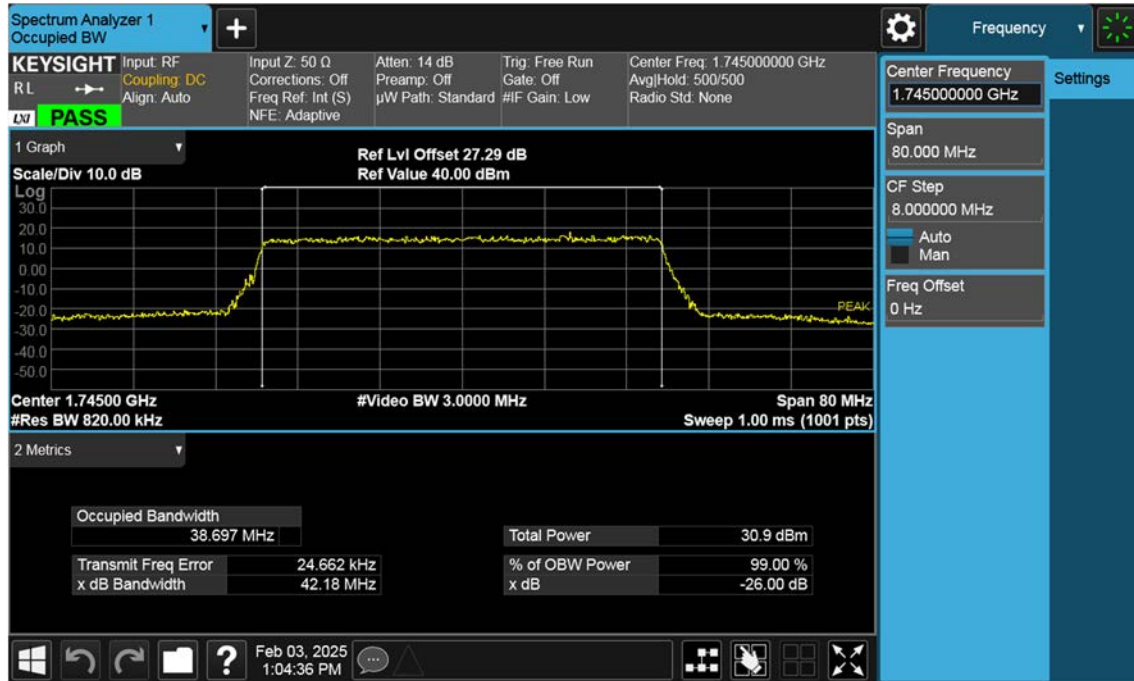 Spectrum Analyzer 1
Occupied BW
+
Frequency
KEYSIGHT
R L
LXI PASS
Input: RF
Coupling: DC
Align: Auto
Input Z: 50 Ω
Corrections: Off
Freq Ref: Int (S)
NFE: Adaptive
Atten: 14 dB
Preamp: Off
µW Path: Standard
Trig: Free Run
Gate: Off
#IF Gain: Low
Center Freq: 1.745000000 GHz
Avg|Hold: 500/500
Radio Std: None
Center Frequency
1.745000000 GHz
Settings
Span
80.000 MHz
CF Step
8.000000 MHz
Auto
Man
Freq Offset
0 Hz
1 Graph
Scale/Div 10.0 dB
Ref Lvl Offset 27.29 dB
Ref Value 40.00 dBm
Log
30.0
20.0
10.0
0.00
-10.0
-20.0
-30.0
-40.0
-50.0
PEAK
Center 1.74500 GHz
#Video BW 3.0000 MHz
Span 80 MHz
#Res BW 820.00 kHz
Sweep 1.00 ms (1001 pts)
2 Metrics
Occupied Bandwidth
38.697 MHz
Total Power 30.9 dBm
Transmit Freq Error 24.662 kHz
% of OBW Power 99.00 %
x dB Bandwidth 42.18 MHz
x dB -26.00 dB
?
Feb 03, 2025
1:04:36 PM